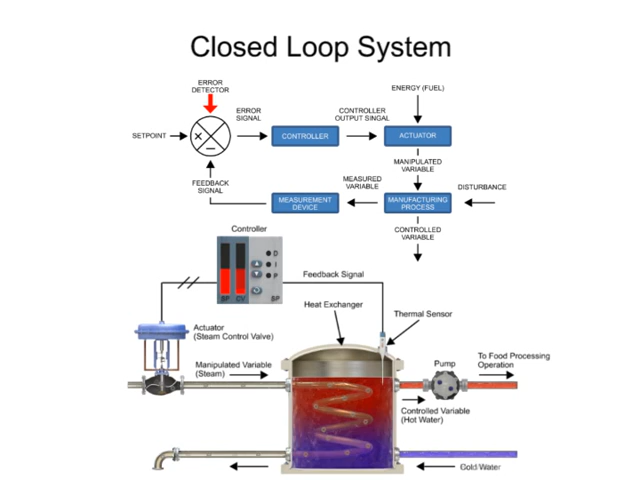 Closed Loop System
ERROR
DETECTOR
ENERGY (FUEL)
ERROR
SIGNAL
CONTROLLER
OUTPUT SINGAL
SETPOINT
×
CONTROLLER
ACTUATOR
–
MANIPULATED
VARIABLE
FEEDBACK
SIGNAL
MEASURED
VARIABLE
DISTURBANCE
MEASUREMENT
DEVICE
MANUFACTURING
PROCESS
CONTROLLED
VARIABLE
Controller
D
I
P
SP CV SP
Feedback Signal
Heat Exchanger
Thermal Sensor
Actuator
(Steam Control Valve)
Manipulated Variable
(Steam)
Pump
To Food Processing
Operation
Controlled Variable
(Hot Water)
Cold Water